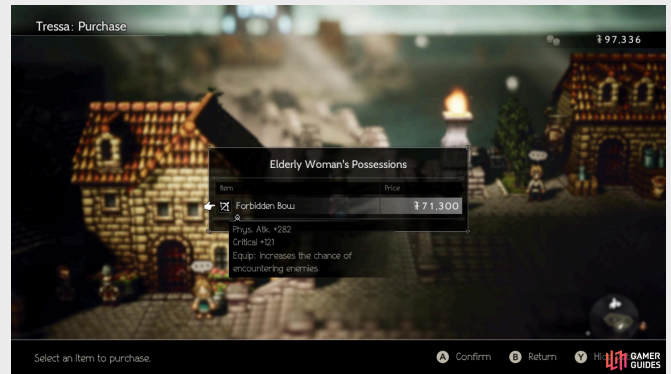 Tressa: Purchase
97,336
Elderly Woman's Possessions
Item Price
Forbidden Bow 71,300
Phys. Atk. +282
Critical +121
Equip: Increases the chance of
encountering enemies
Select an item to purchase.
A Confirm B Return Y
GAMER
GUIDES